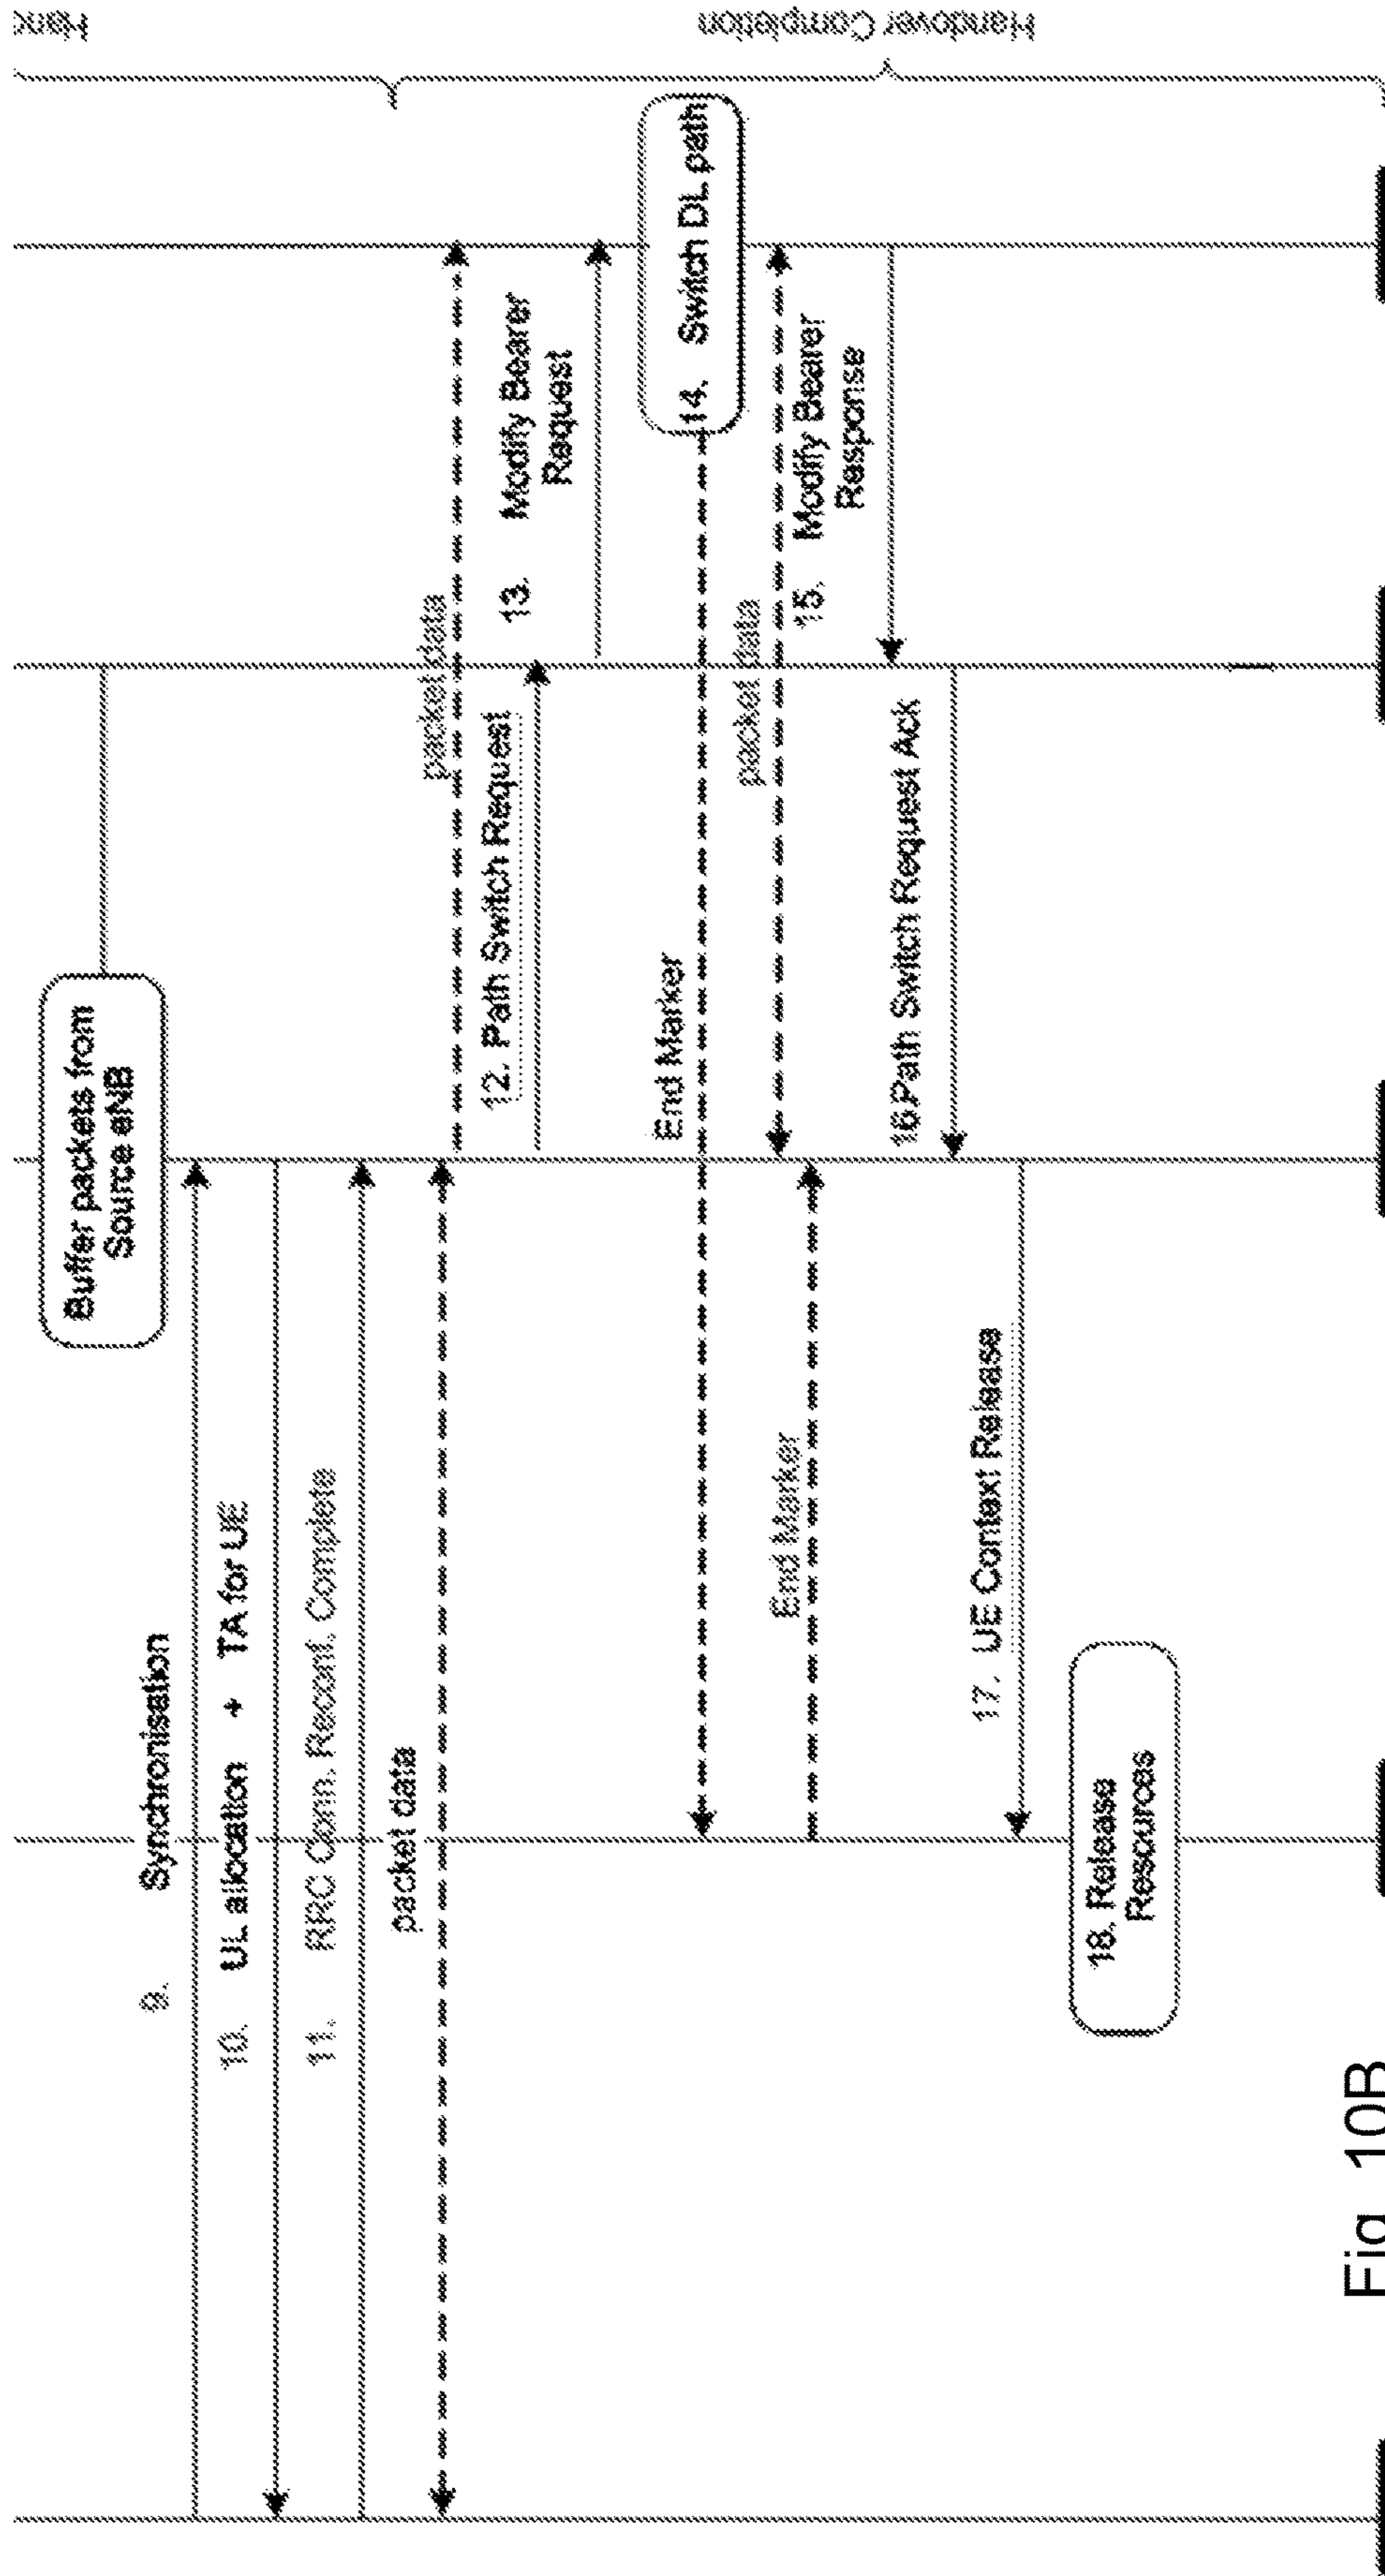 Buffer packets from
Source eNB
9. Synchronisation
10. UL allocation + TA for UE
11. RRC Conn. Reconf. Complete
packet data
packet data
12. Path Switch Request
13. Modify Bearer
Request
End Marker
14. Switch DL path
packet data
End Marker
15. Modify Bearer
Response
16.Path Switch Request Ack
17. UE Context Release
18. Release
Resources
Handover Completion
Fig. 10B